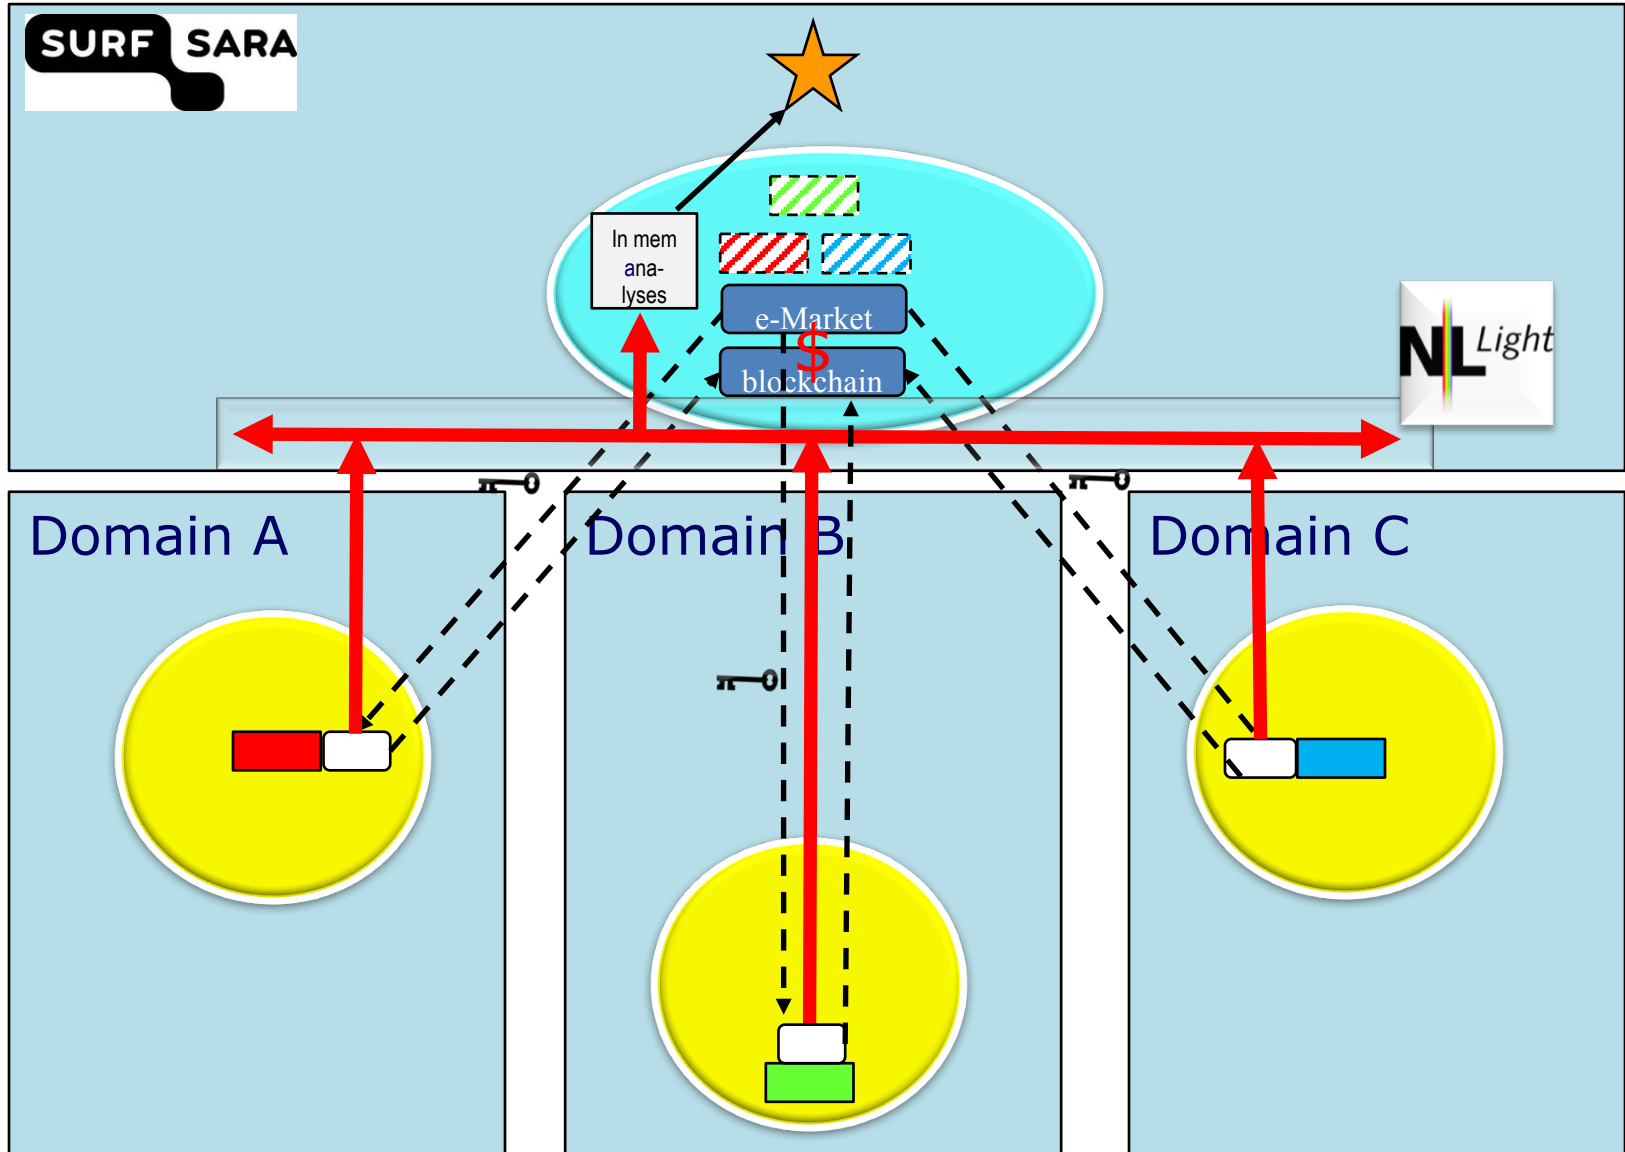 SURF SARA
In mem
ana-
lyses
e-Market
$
blockchain
NL Light
Domain A
Domain B
Domain C